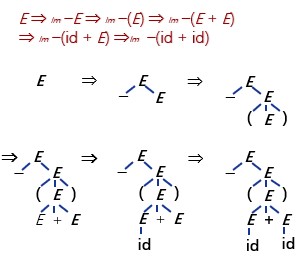 E ⇒ lm −E ⇒ lm −(E) ⇒ lm −(E + E)
⇒ lm −(id + E) ⇒lm −(id + id)
E ⇒ E ⇒ E
− E − E
( E )
⇒ E ⇒ E ⇒ E
− E − E − E
( E ) ( E ) ( E )
E + E E + E E + E
id id id